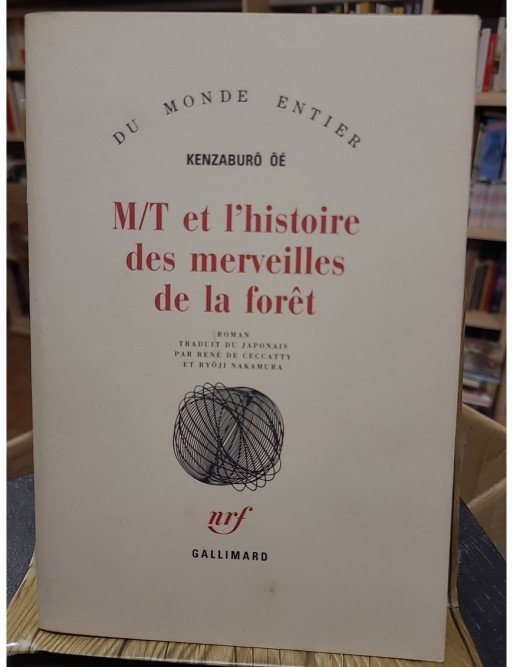 DU MONDE ENTIER
KENZABURÔ ÔÉ
M/T et l'histoire
des merveilles
de la forêt
ROMAN
TRADUIT DU JAPONAIS
PAR RENÉ DE CECCATTY
ET RYÔJI NAKAMURA
nrf
GALLIMARD